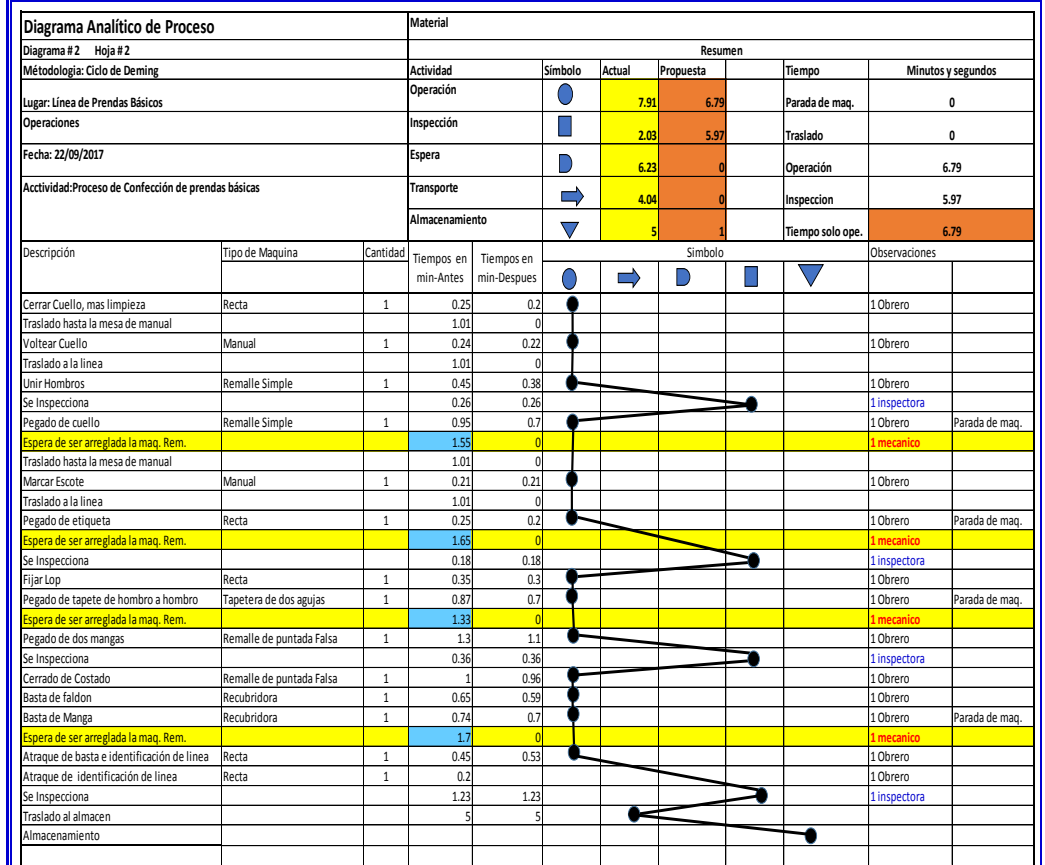 Diagrama Analítico de Proceso Material
Diagrama # 2 Hoja # 2 Resumen
Métodologia: Ciclo de Deming Actividad Símbolo Actual Propuesta Tiempo Minutos y segundos
Lugar: Línea de Prendas Básicos Operación 7.91 6.79 Parada de maq. 0
Operaciones Inspección 2.03 5.97 Traslado 0
Fecha: 22/09/2017 Espera 6.23 0 Operación 6.79
Acctividad:Proceso de Confección de prendas básicas Transporte 4.04 0 Inspeccion 5.97
Almacenamiento 5 1 Tiempo solo ope. 6.79
Descripción Tipo de Maquina Cantidad Tiempos en min-Antes Tiempos en min-Despues Simbolo Observaciones
Cerrar Cuello, mas limpieza Recta 1 0.25 0.2 1 Obrero
Traslado hasta la mesa de manual 1.01 0
Voltear Cuello Manual 1 0.24 0.22 1 Obrero
Traslado a la linea 1.01 0
Unir Hombros Remalle Simple 1 0.45 0.38 1 Obrero
Se Inspecciona 0.26 0.26 1 inspectora
Pegado de cuello Remalle Simple 1 0.95 0.7 1 Obrero Parada de maq.
Espera de ser arreglada la maq. Rem. 1.55 0 1 mecanico
Traslado hasta la mesa de manual 1.01 0
Marcar Escote Manual 1 0.21 0.21 1 Obrero
Traslado a la linea 1.01 0
Pegado de etiqueta Recta 1 0.25 0.2 1 Obrero Parada de maq.
Espera de ser arreglada la maq. Rem. 1.65 0 1 mecanico
Se Inspecciona 0.18 0.18 1 inspectora
Fijar Lop Recta 1 0.35 0.3 1 Obrero
Pegado de tapete de hombro a hombro Tapetera de dos agujas 1 0.87 0.7 1 Obrero Parada de maq.
Espera de ser arreglada la maq. Rem. 1.33 0 1 mecanico
Pegado de dos mangas Remalle de puntada Falsa 1 1.3 1.1 1 Obrero
Se Inspecciona 0.36 0.36 1 inspectora
Cerrado de Costado Remalle de puntada Falsa 1 1 0.96 1 Obrero
Basta de faldon Recubridora 1 0.65 0.59 1 Obrero
Basta de Manga Recubridora 1 0.74 0.7 1 Obrero Parada de maq.
Espera de ser arreglada la maq. Rem. 1.7 0 1 mecanico
Atraque de basta e identificación de linea Recta 1 0.45 0.53 1 Obrero
Atraque de identificación de linea Recta 1 0.2 1 Obrero
Se Inspecciona 1.23 1.23 1 inspectora
Traslado al almacen 5 5
Almacenamiento